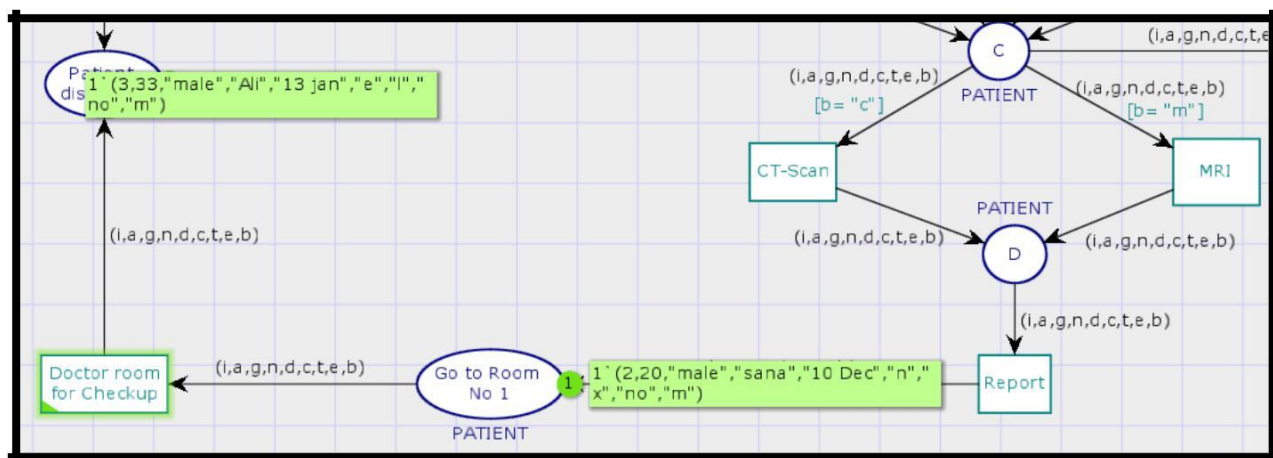 C
(i,a,g,n,d,c,t,e
(i,a,g,n,d,c,t,e,b)
[b= "c"]
PATIENT
(i,a,g,n,d,c,t,e,b)
[b= "m"]
1`(3,33,"male","Ali","13 jan","e","l","
no","m")
CT-Scan
MRI
PATIENT
(i,a,g,n,d,c,t,e,b)
(i,a,g,n,d,c,t,e,b)
D
(i,a,g,n,d,c,t,e,b)
(i,a,g,n,d,c,t,e,b)
Doctor room
for Checkup
(i,a,g,n,d,c,t,e,b)
Go to Room
No 1
PATIENT
1
1`(2,20,"male","sana","10 Dec","n","
x","no","m")
Report